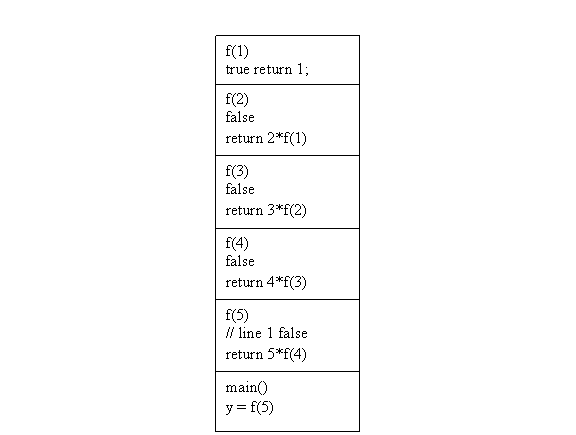 f(1)
true return 1;
f(2)
false
return 2*f(1)
f(3)
false
return 3*f(2)
f(4)
false
return 4*f(3)
f(5)
// line 1 false
return 5*f(4)
main()
y = f(5)